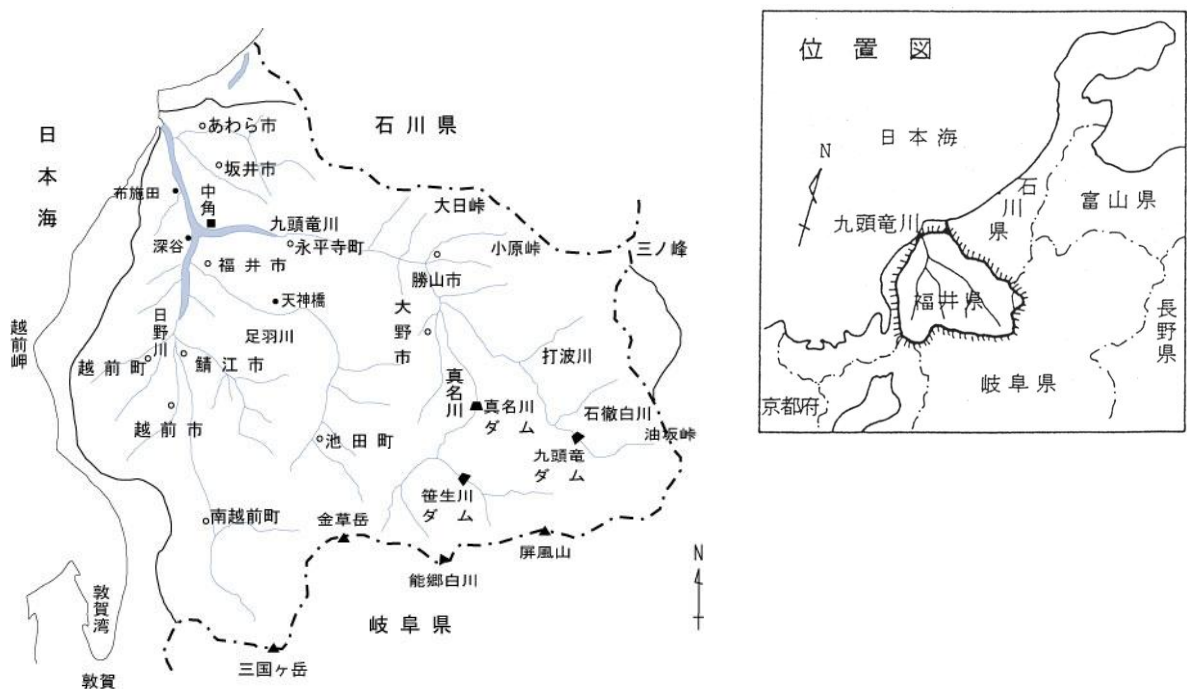 日本海
石川県
あわら市
坂井市
布施田
中角
九頭竜川
大日峠
深谷
永平寺町
小原峠
三ノ峰
福井市
勝山市
天神橋
大野市
越前岬
日野川
足羽川
打波川
越前町
鯖江市
真名川
真名川
ダム
石徹白川
油坂峠
越前市
池田町
九頭竜
ダム
笹生川
ダム
南越前町
金草岳
屏風山
能郷白川
N
敦賀湾
岐阜県
三国ヶ岳
敦賀
位置図
日本海
N
石川県
富山県
九頭竜川
福井県
長野県
岐阜県
京都府